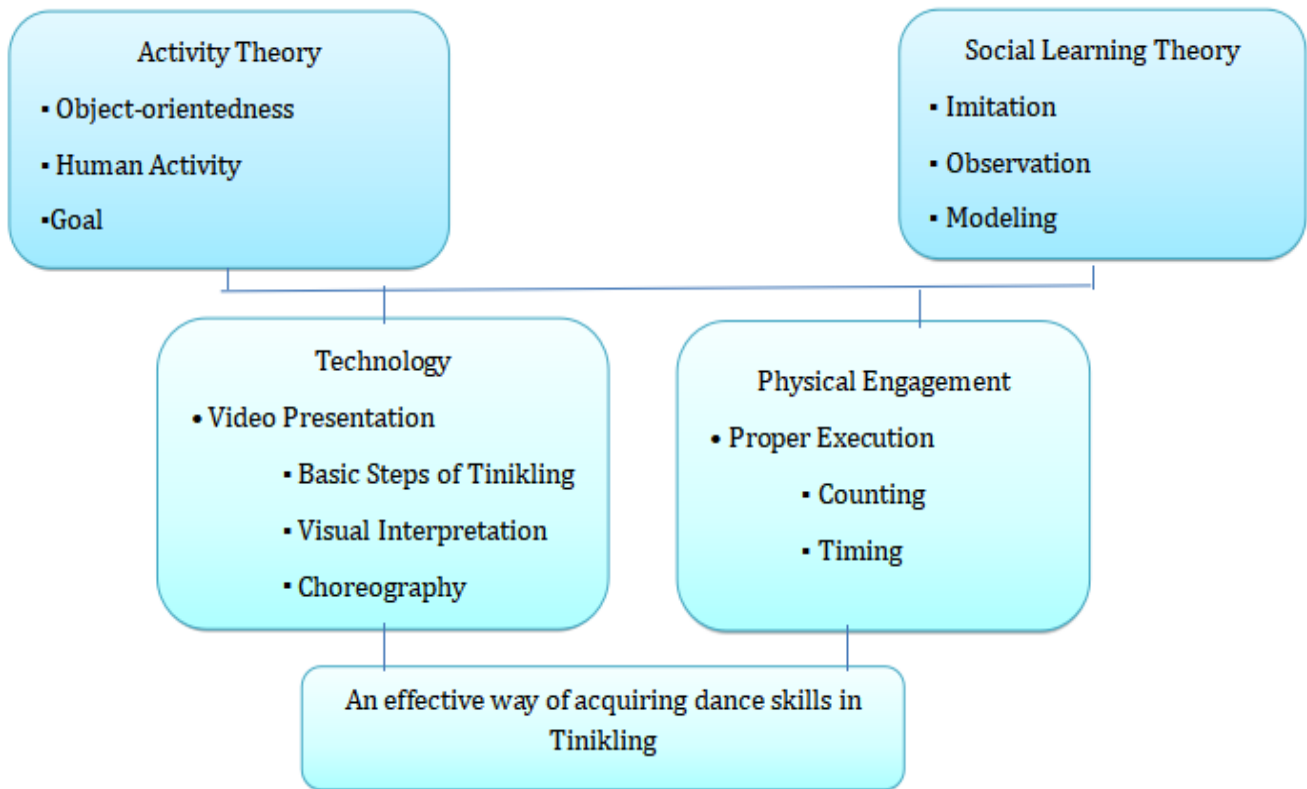 Activity Theory
▪ Object-orientedness
▪ Human Activity
▪Goal
Social Learning Theory
▪ Imitation
▪ Observation
▪ Modeling
Technology
• Video Presentation
▪ Basic Steps of Tinikling
▪ Visual Interpretation
▪ Choreography
Physical Engagement
• Proper Execution
▪ Counting
▪ Timing
An effective way of acquiring dance skills in
Tinikling